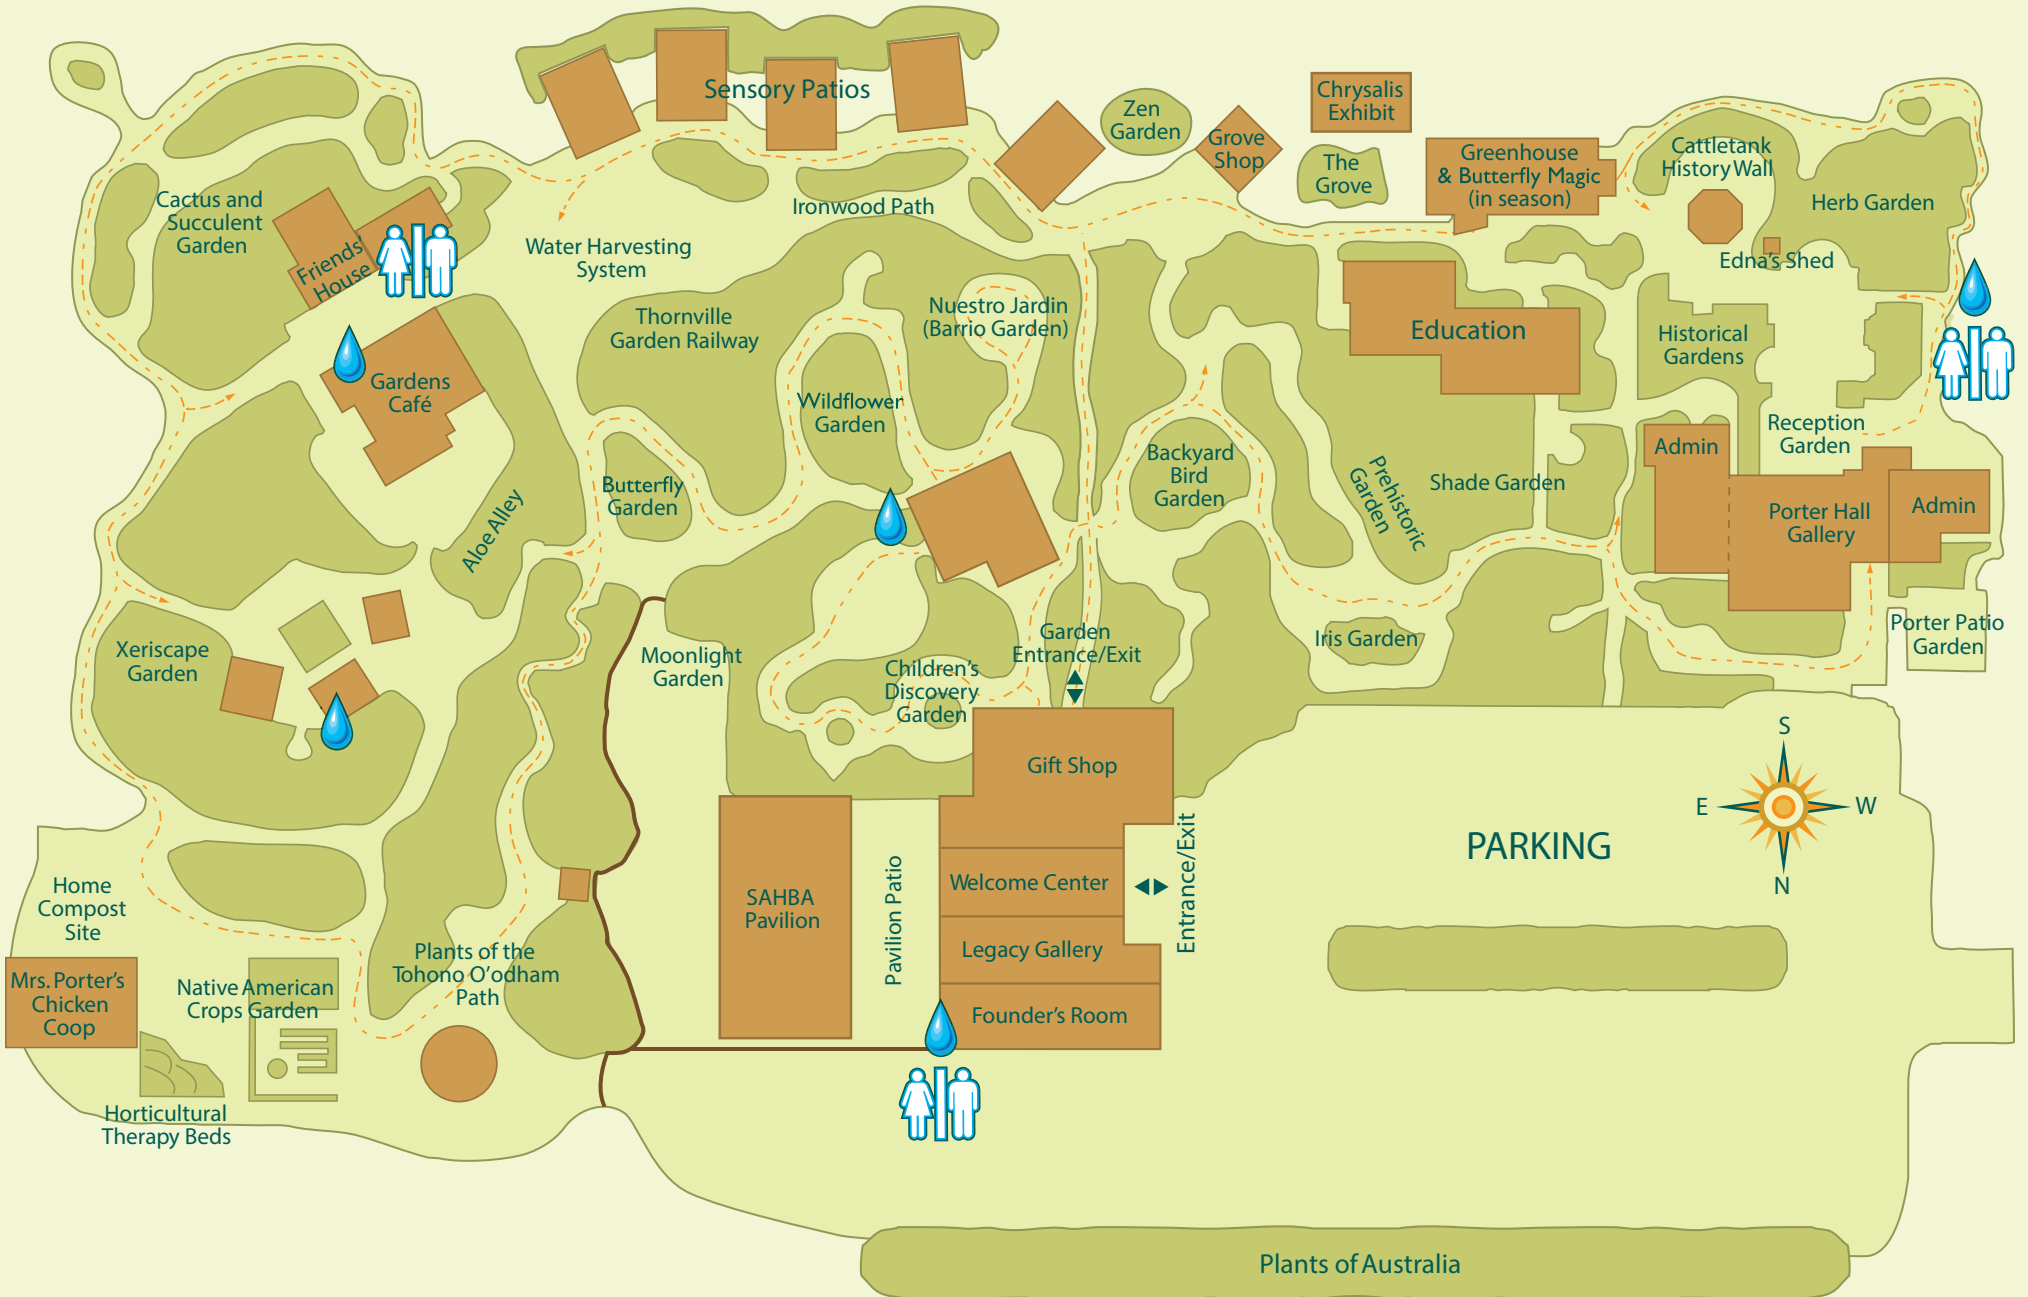 Sensory Patios
Zen
Garden
Grove
Shop
Chrysalis
Exhibit
The
Grove
Greenhouse
& Butterfly Magic
(in season)
Cattletank
History Wall
Herb Garden
Edna's Shed
Cactus and
Succulent
Garden
Friends'
House
Water Harvesting
System
Ironwood Path
Thornville
Garden Railway
Nuestro Jardin
(Barrio Garden)
Education
Historical
Gardens
Gardens
Café
Wildflower
Garden
Reception
Garden
Admin
Butterfly
Garden
Aloe Alley
Backyard
Bird
Garden
Prehistoric
Garden
Shade Garden
Porter Hall
Gallery
Admin
Xeriscape
Garden
Moonlight
Garden
Children's
Discovery
Garden
Garden
Entrance/Exit
Iris Garden
Porter Patio
Garden
Gift Shop
S
E
W
N
PARKING
Home
Compost
Site
Mrs. Porter's
Chicken
Coop
Native American
Crops Garden
Plants of the
Tohono O'odham
Path
SAHBA
Pavilion
Pavilion Patio
Welcome Center
Entrance/Exit
Legacy Gallery
Founder's Room
Horticultural
Therapy Beds
Plants of Australia